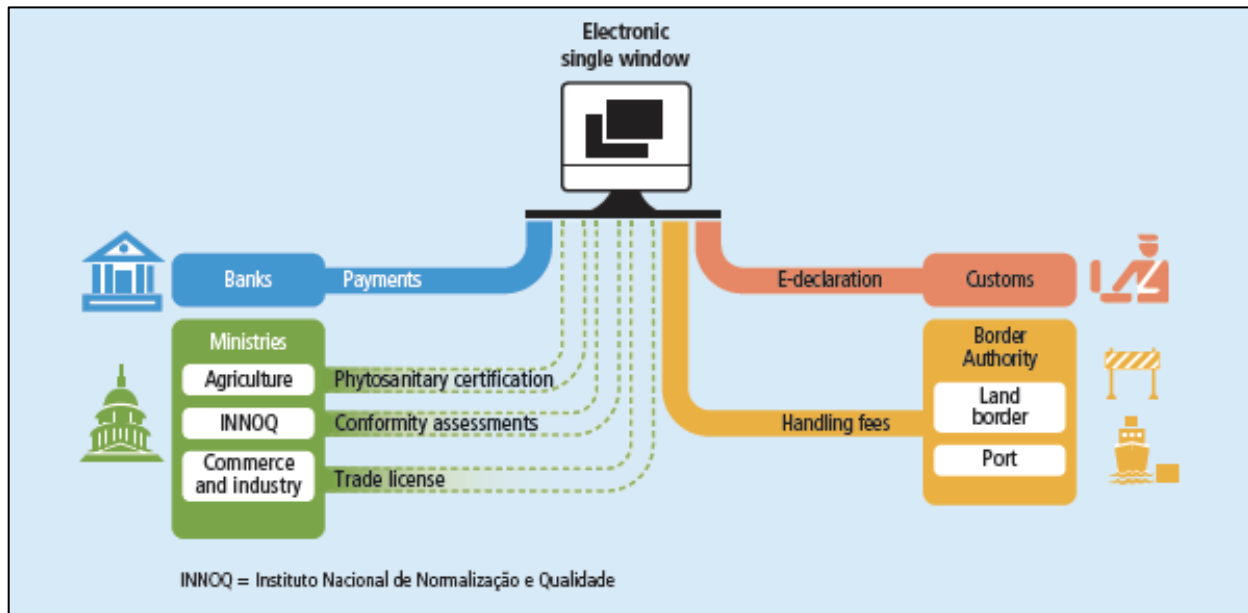 Electronic
single window
Banks
Payments
Ministries
Agriculture
Phytosanitary certification
INNOQ
Conformity assessments
Commerce
and industry
Trade license
E-declaration
Customs
Border
Authority
Land
border
Handling fees
Port
INNOQ = Instituto Nacional de Normalização e Qualidade